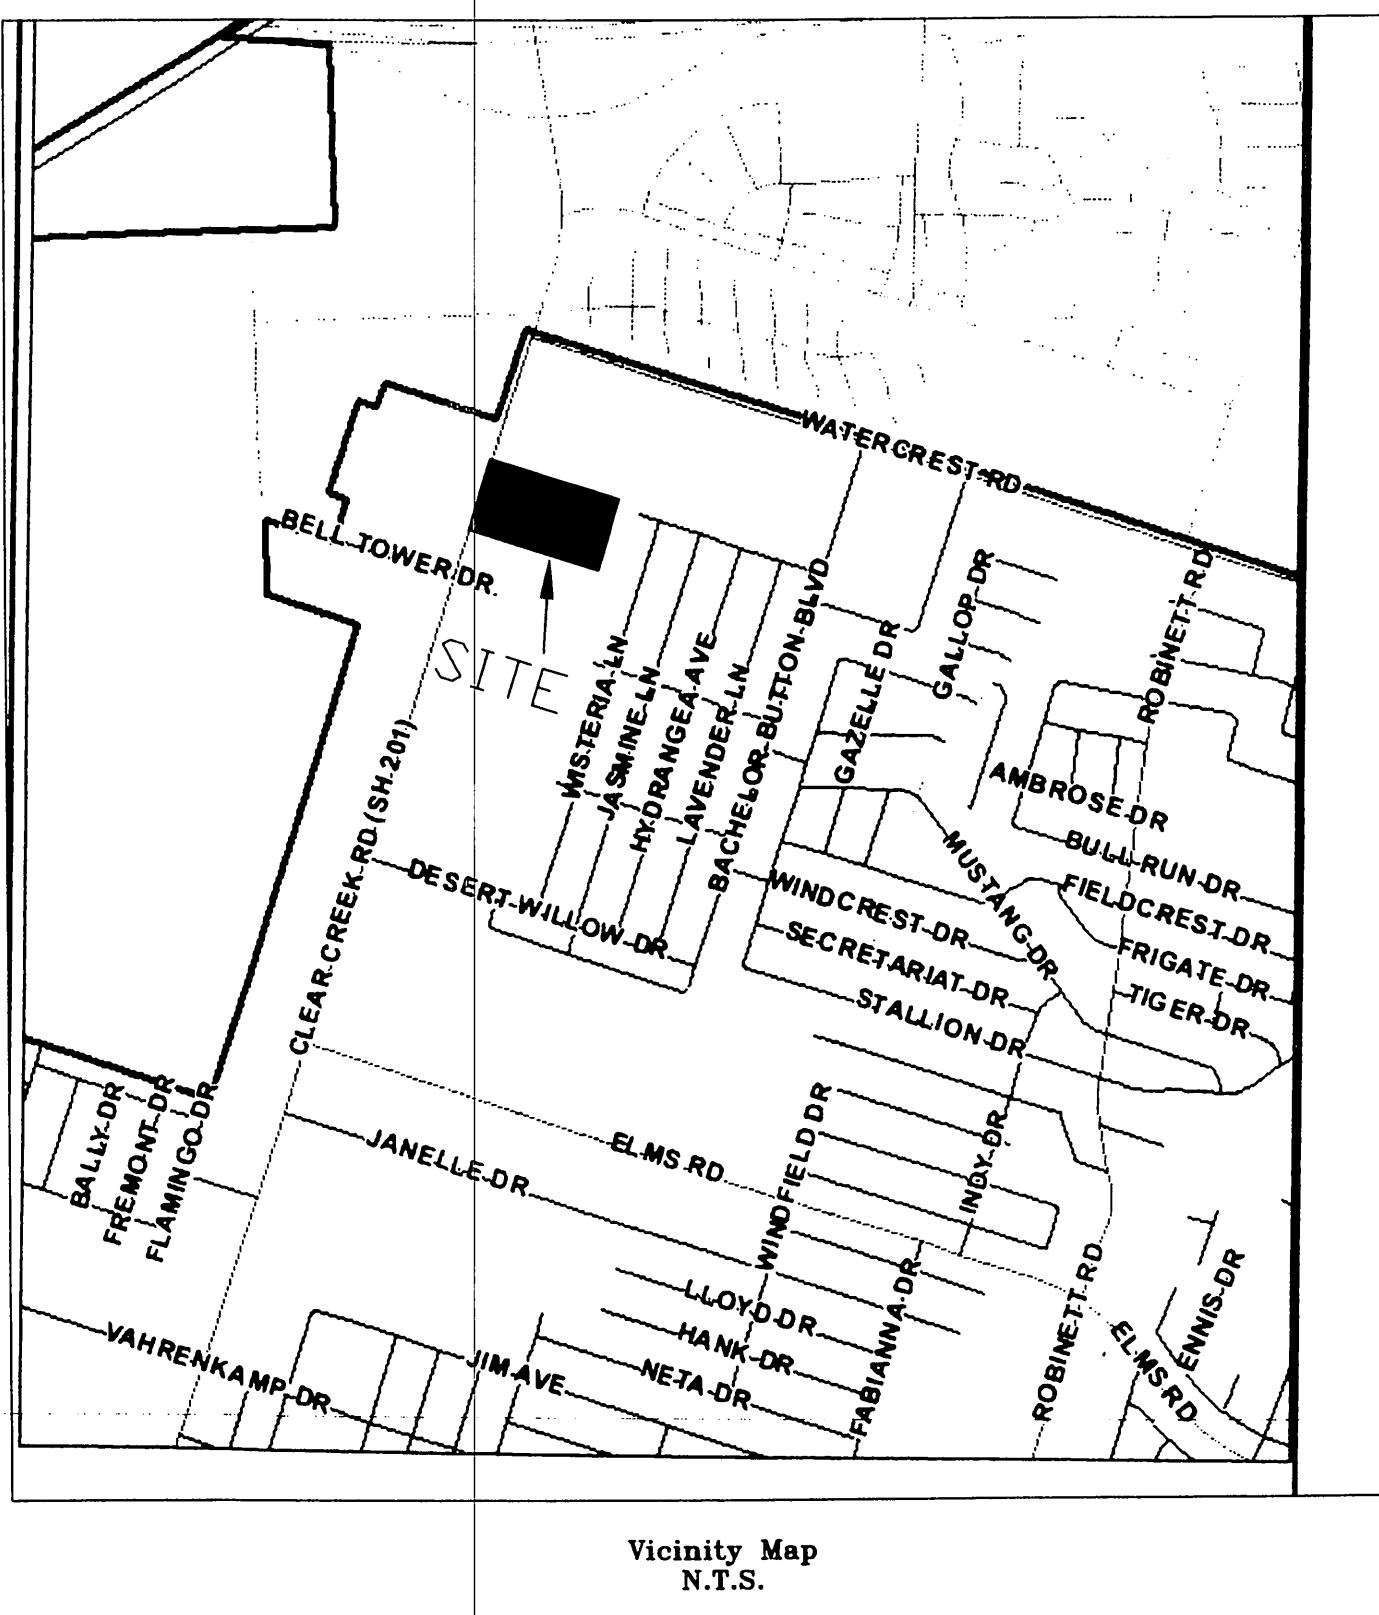 WATERCREST RD
BELL TOWER DR.
SITE
WISTERIA LN
JASMINE LN
HYDRANGEA AVE
LAVENDER LN
BACHELOR BUTTON BLVD
GAZELLE DR
GALLOP DR
ROBINETT RD
AMBROSE DR
BULL RUN DR
FIELDCREST DR
FRIGATE DR
TIGER DR
MUSTANG DR
WINDCREST DR
SECRETARIAT DR
STALLION DR
DESERT WILLOW DR
CLEAR CREEK RD (SH 201)
BALLY DR
FREMONT DR
FLAMINGO DR
JANELLE DR
ELMS RD
WINDFIELD DR
INDY DR
FABIANNA DR
LLOYD DR
HANK DR
NETA DR
JIM AVE
VAHRENKAMP DR
ROBINETT RD
ELMS RD
ENNIS DR
Vicinity Map
N.T.S.